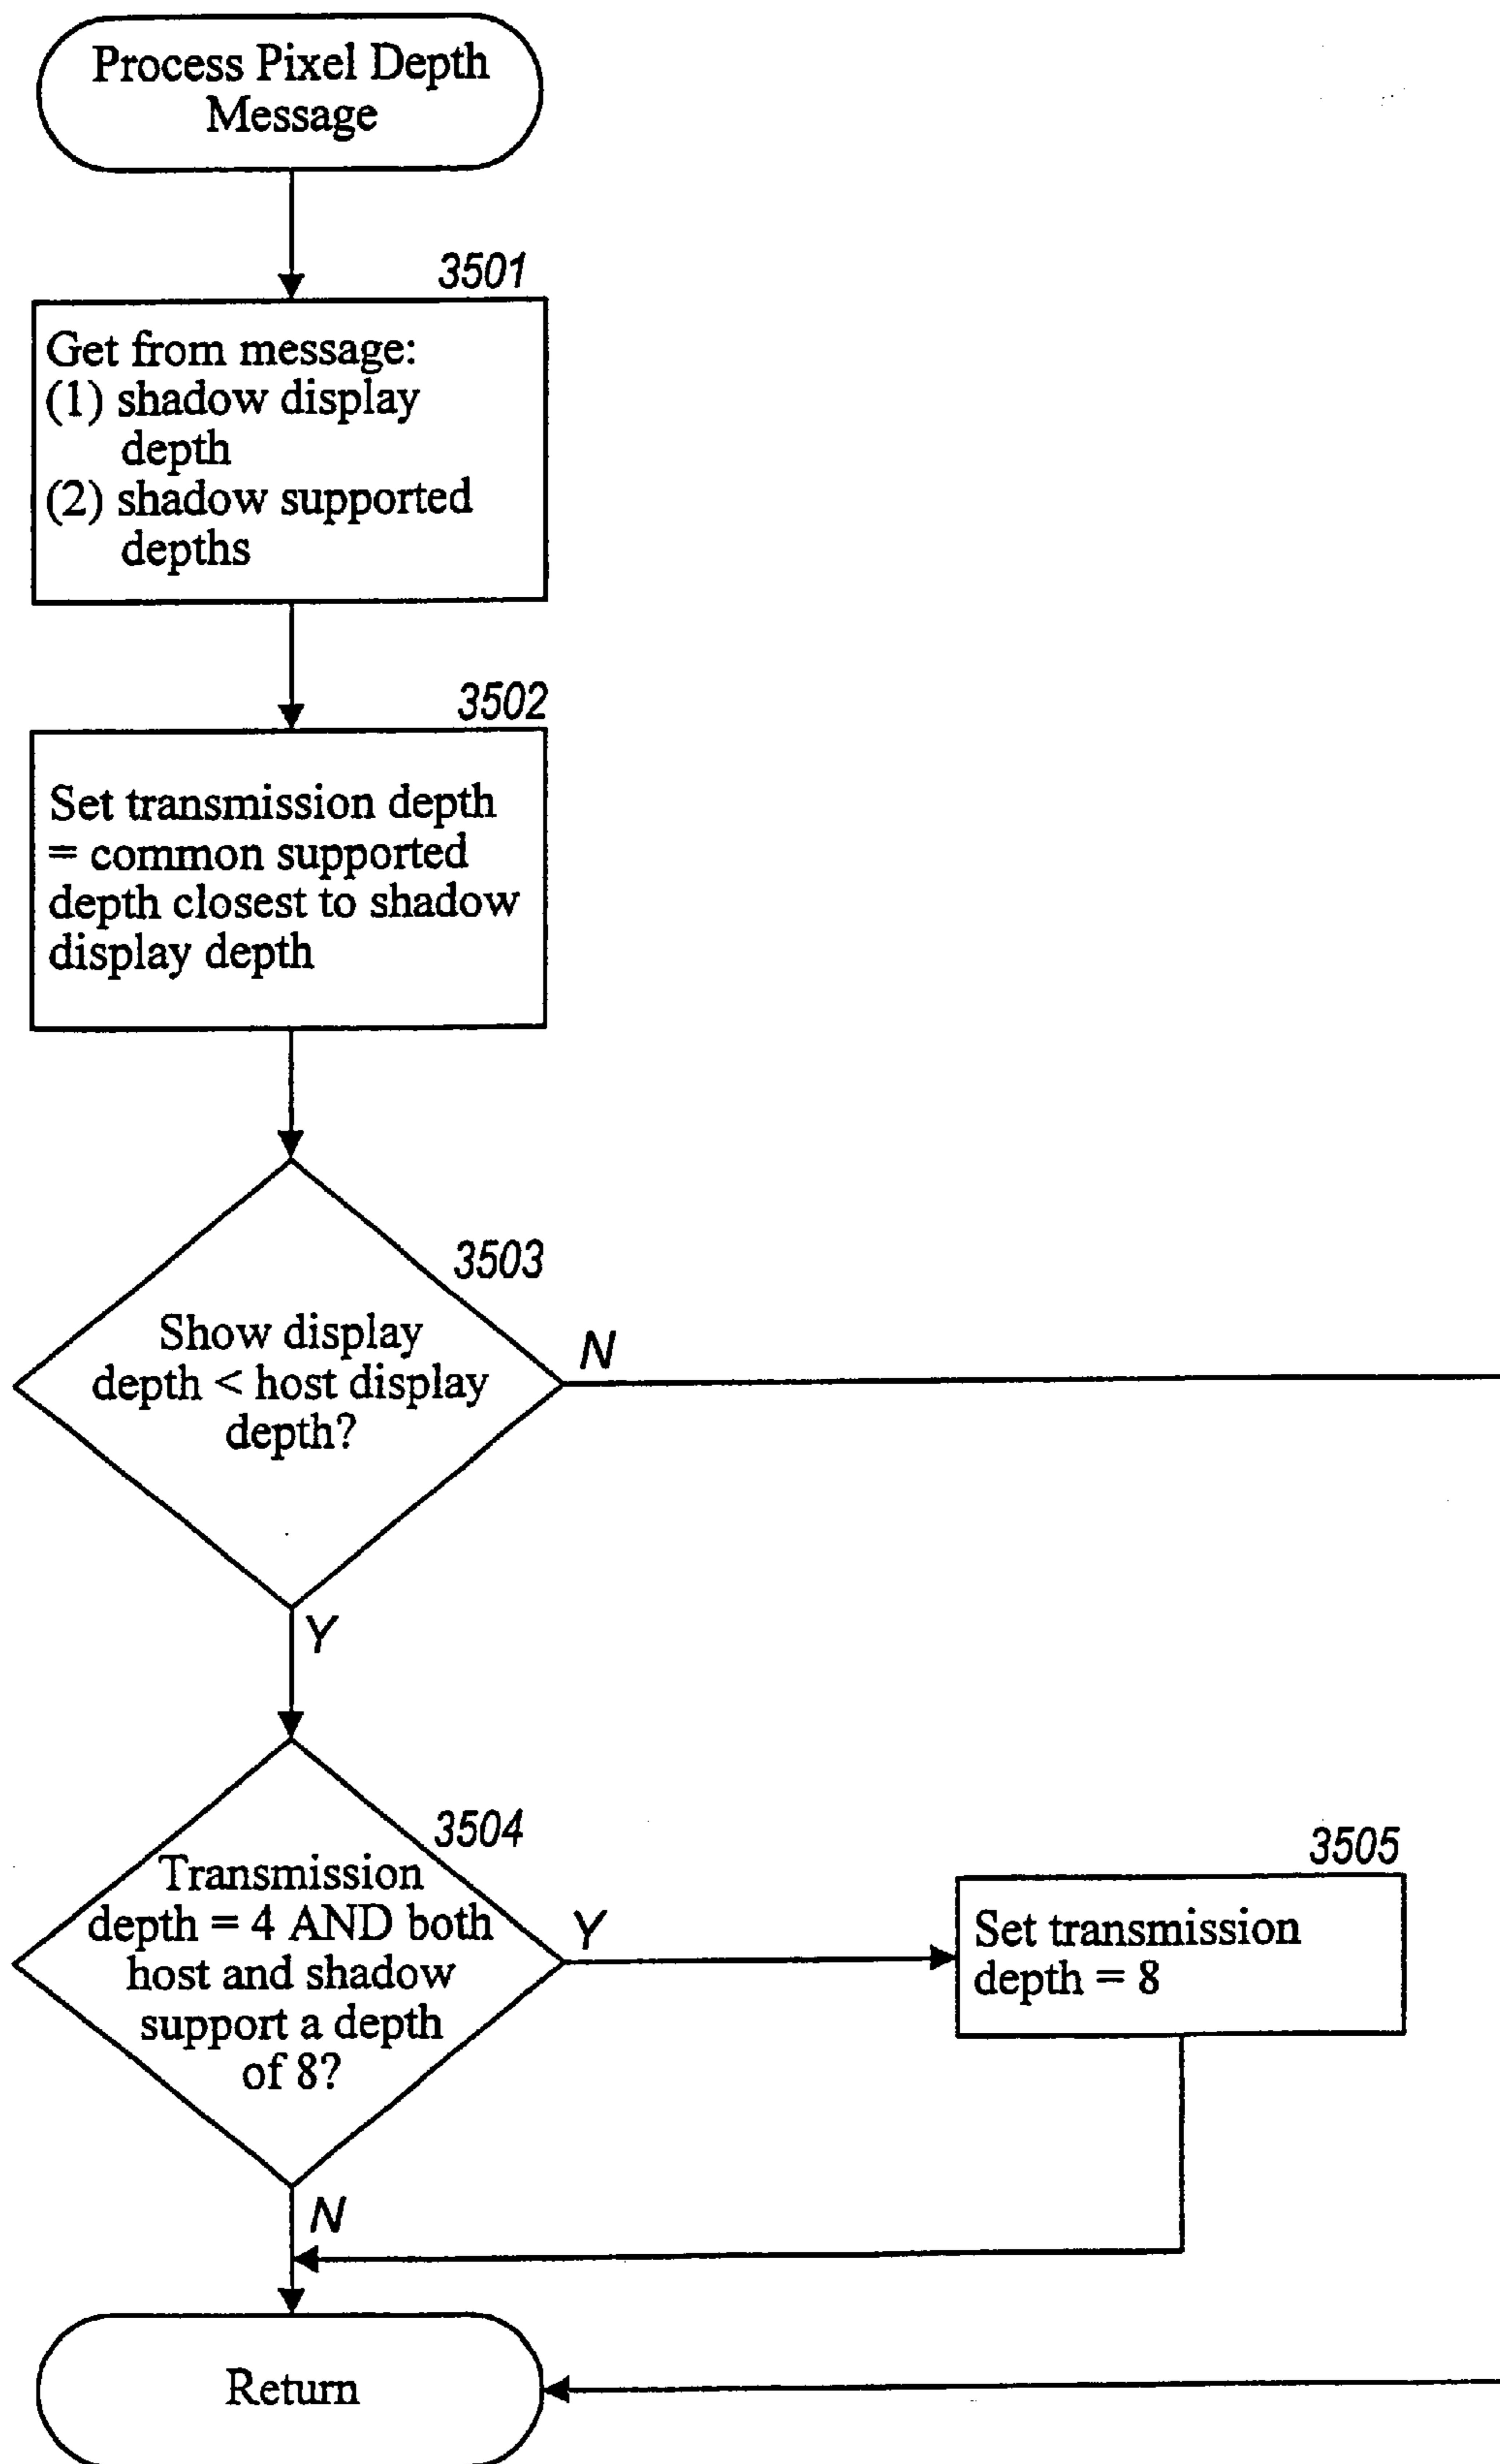 Process Pixel Depth
Message
3501
Get from message:
(1) shadow display
depth
(2) shadow supported
depths
3502
Set transmission depth
= common supported
depth closest to shadow
display depth
3503
Show display
depth < host display
depth?
N
Y
3504
Transmission
depth = 4 AND both
host and shadow
support a depth
of 8?
Y
3505
Set transmission
depth = 8
N
Return